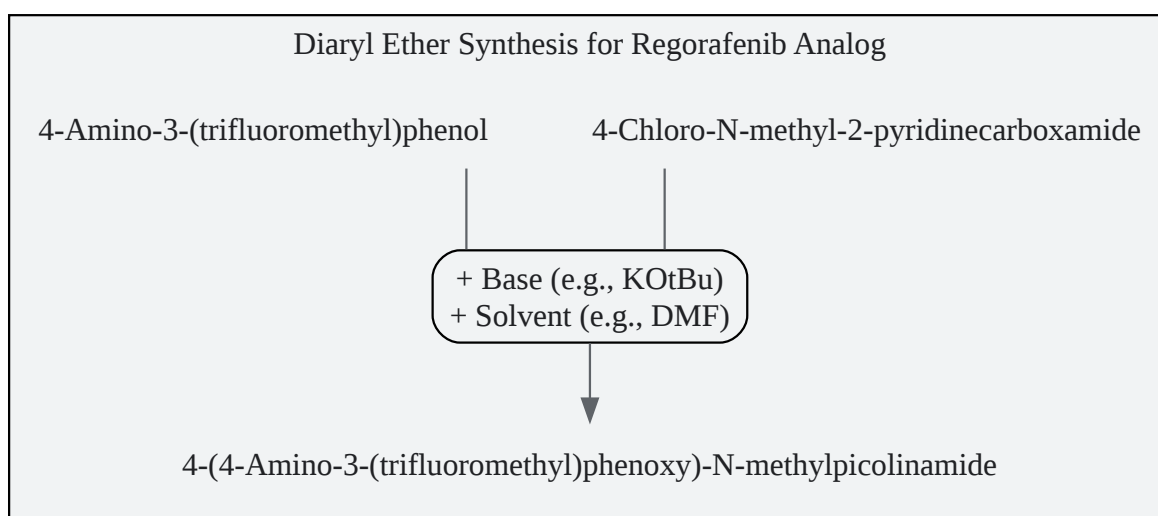 Diaryl Ether Synthesis for Regorafenib Analog
4-Amino-3-(trifluoromethyl)phenol
4-Chloro-N-methyl-2-pyridinecarboxamide
+ Base (e.g., KOtBu)
+ Solvent (e.g., DMF)
4-(4-Amino-3-(trifluoromethyl)phenoxy)-N-methylpicolinamide